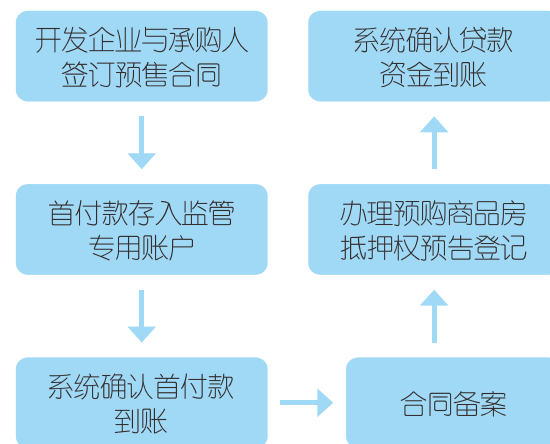 开发企业与承购人
签订预售合同
首付款存入监管
专用账户
系统确认首付款
到账
合同备案
办理预购商品房
抵押权预告登记
系统确认贷款
资金到账